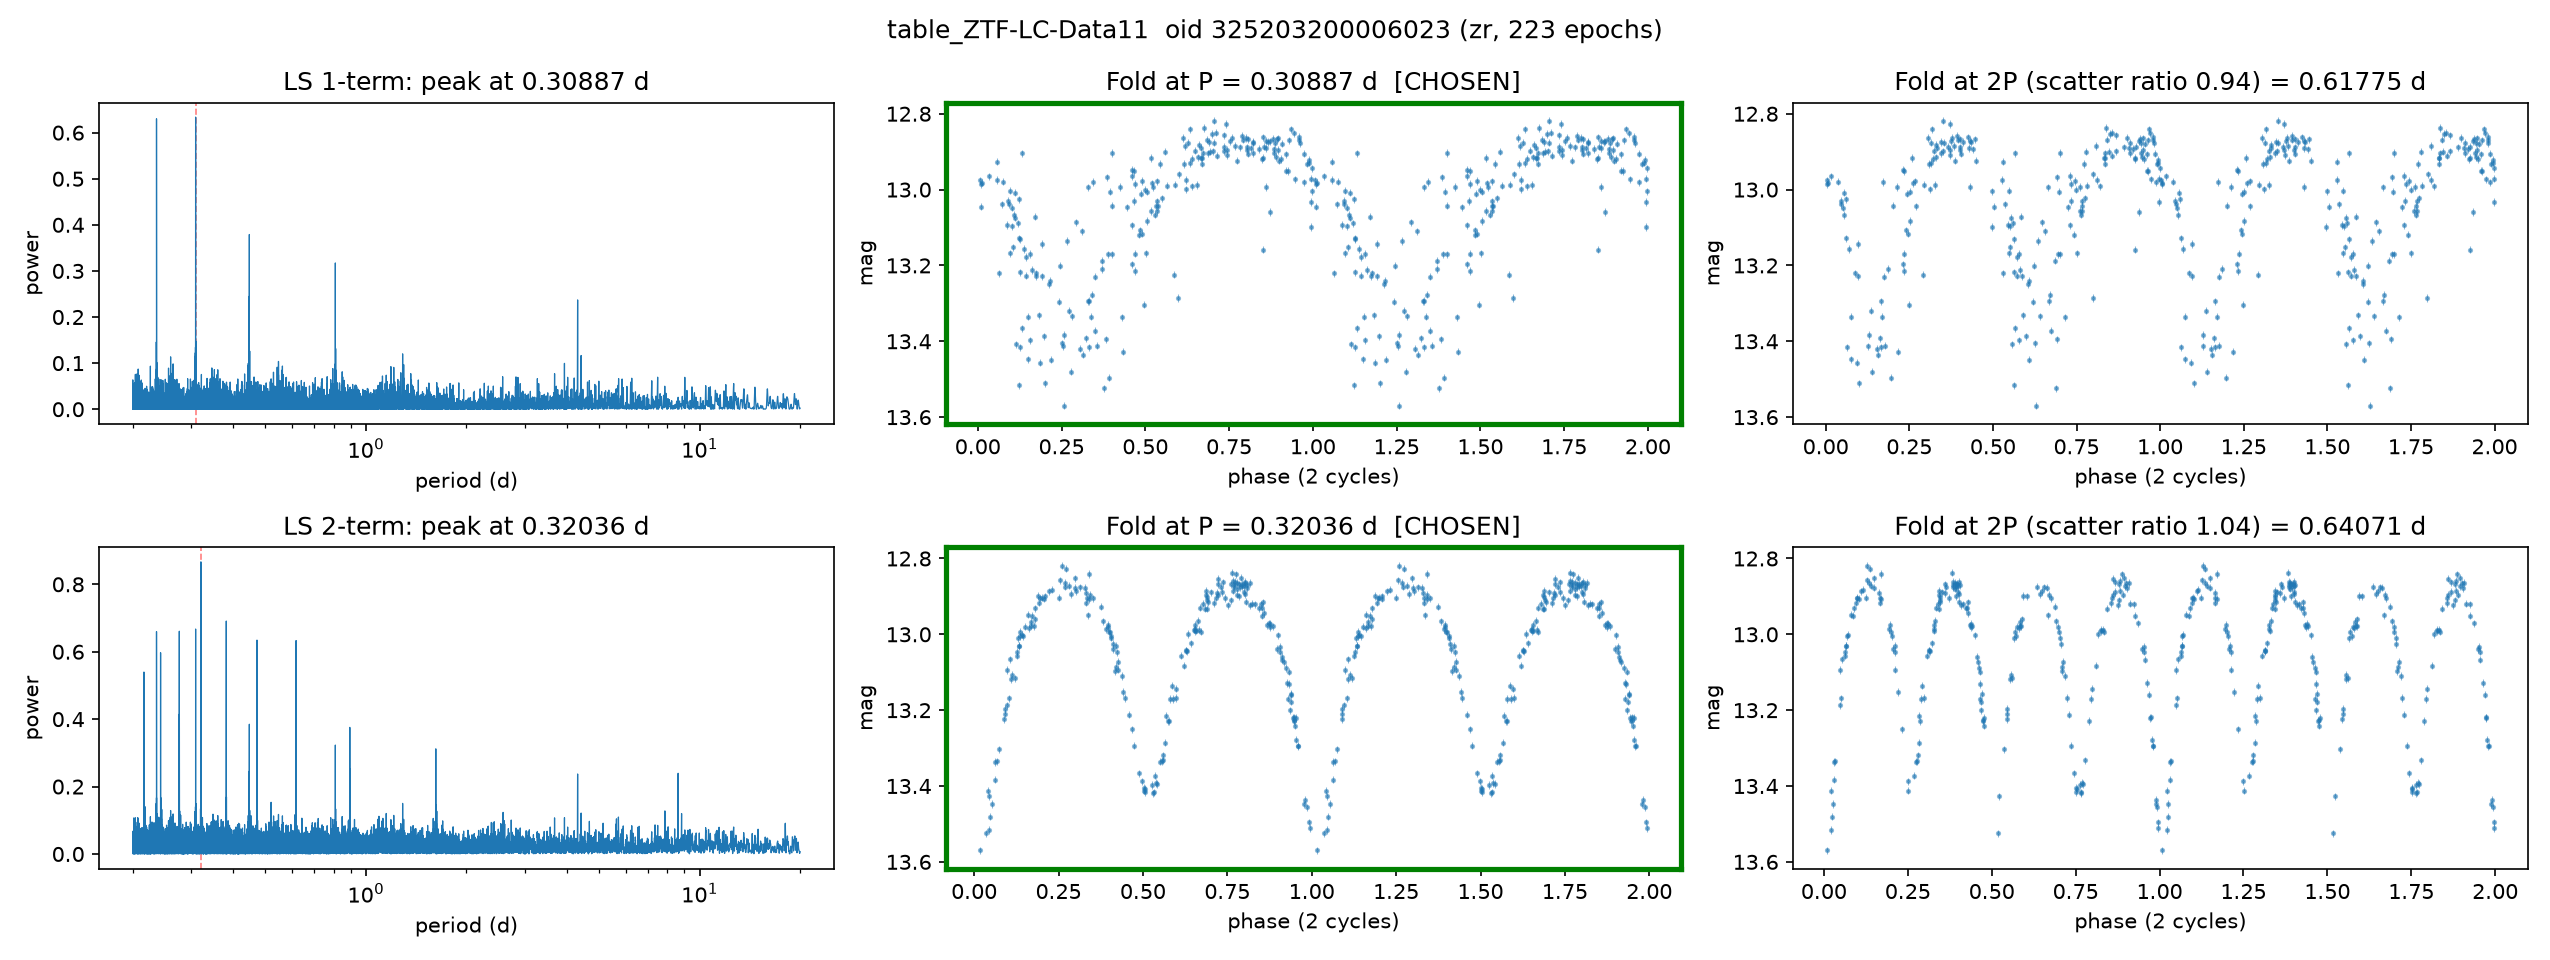 table_ZTF-LC-Data11  oid 325203200006023 (zr, 223 epochs)
LS 1-term: peak at 0.30887 d
power
0.6
0.5
0.4
0.3
0.2
0.1
0.0
10⁰
10¹
period (d)
Fold at P = 0.30887 d  [CHOSEN]
mag
12.8
13.0
13.2
13.4
13.6
0.00 0.25 0.50 0.75 1.00 1.25 1.50 1.75 2.00
phase (2 cycles)
Fold at 2P (scatter ratio 0.94) = 0.61775 d
mag
12.8
13.0
13.2
13.4
13.6
0.00 0.25 0.50 0.75 1.00 1.25 1.50 1.75 2.00
phase (2 cycles)
LS 2-term: peak at 0.32036 d
power
0.8
0.6
0.4
0.2
0.0
10⁰
10¹
period (d)
Fold at P = 0.32036 d  [CHOSEN]
mag
12.8
13.0
13.2
13.4
13.6
0.00 0.25 0.50 0.75 1.00 1.25 1.50 1.75 2.00
phase (2 cycles)
Fold at 2P (scatter ratio 1.04) = 0.64071 d
mag
12.8
13.0
13.2
13.4
13.6
0.00 0.25 0.50 0.75 1.00 1.25 1.50 1.75 2.00
phase (2 cycles)